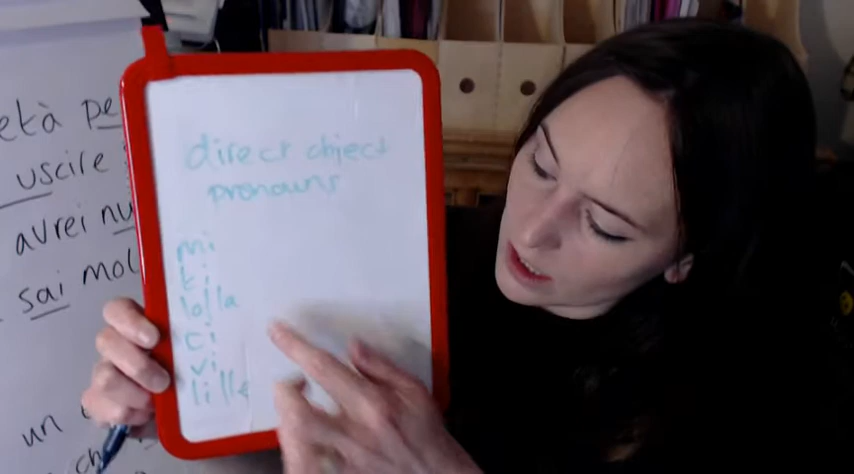 età pe
uscire
avrei nu
sai mol
un
ch
direct object
pronouns
mi
ti
lo/la
ci
vi
li/le